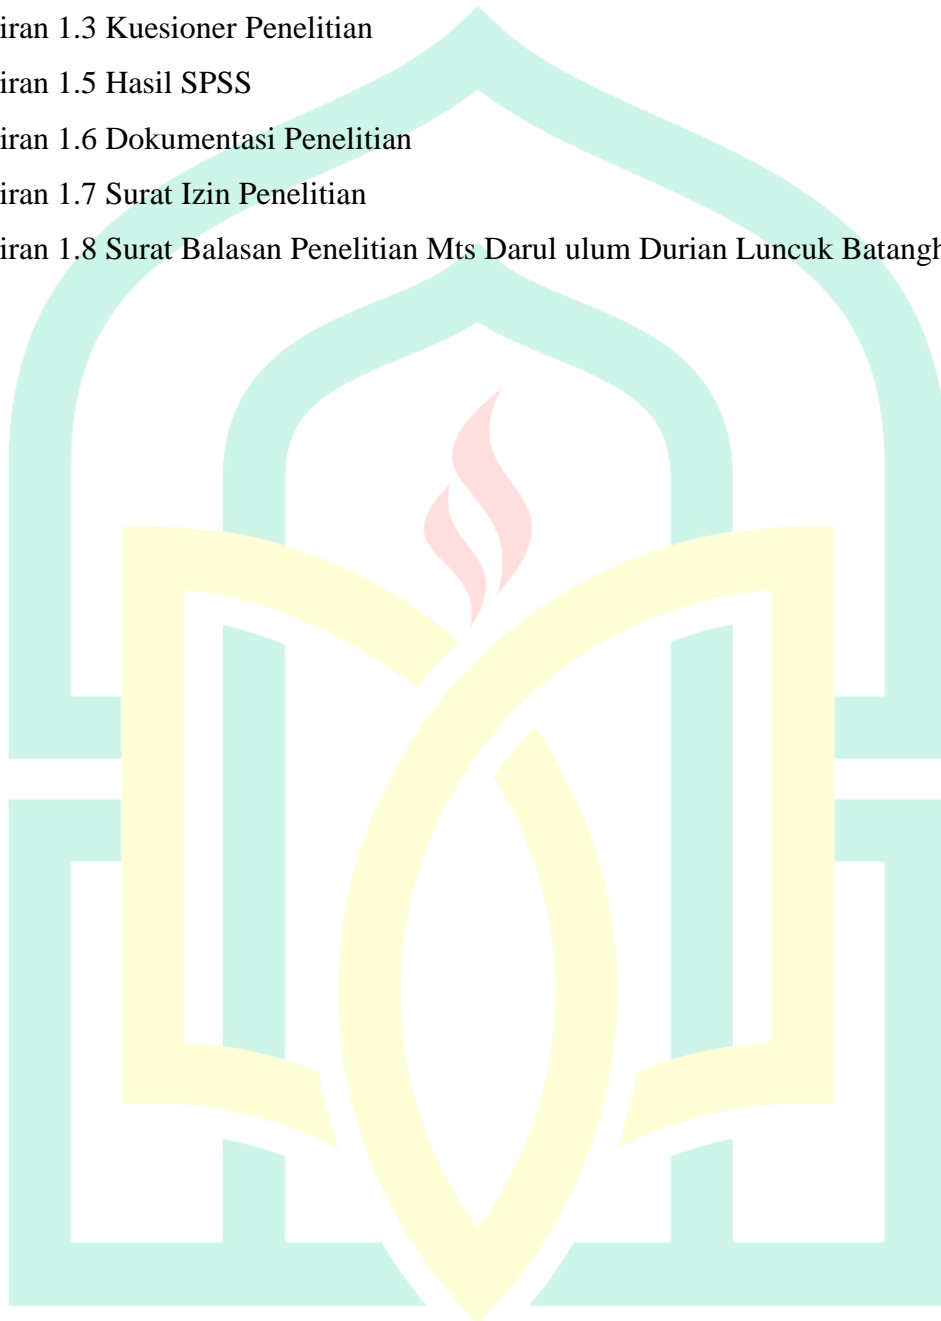 iran 1.3 Kuesioner Penelitian
iran 1.5 Hasil SPSS
iran 1.6 Dokumentasi Penelitian
iran 1.7 Surat Izin Penelitian
iran 1.8 Surat Balasan Penelitian Mts Darul ulum Durian Luncuk Batangh